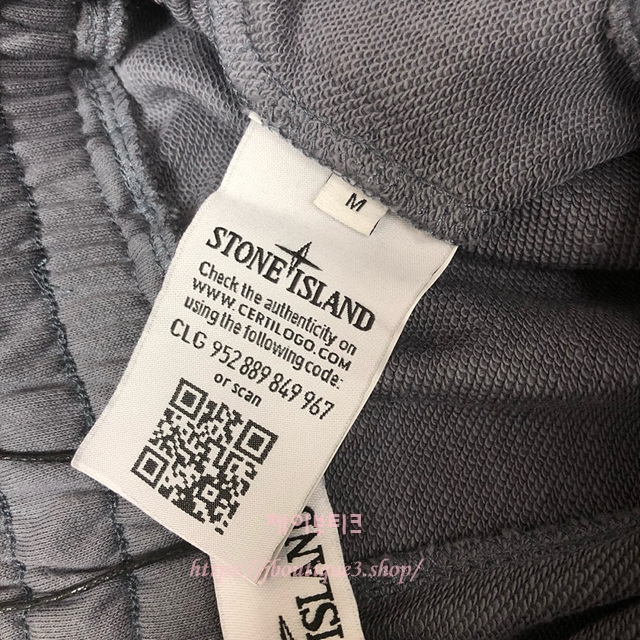 M
STONE ISLAND
Check the authenticity on
WWW.CERTILOGO.COM
using the following code:
CLG 952 889 849 967
or scan